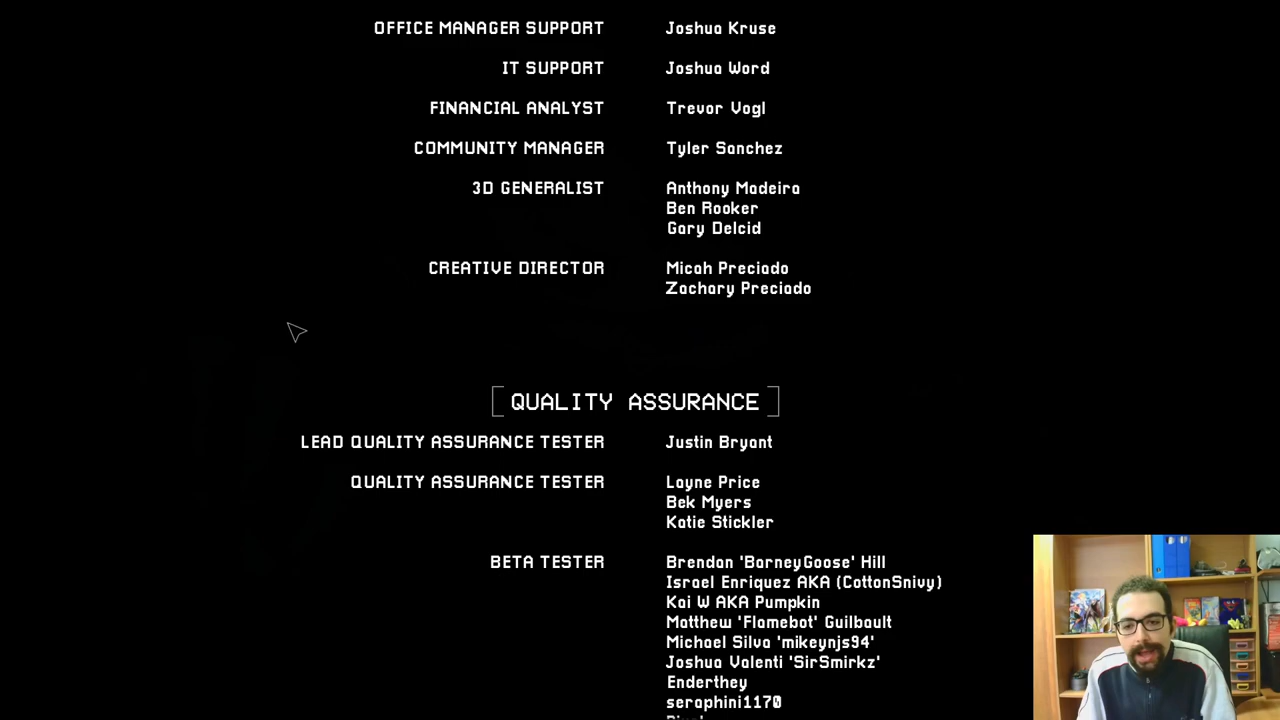 OFFICE MANAGER SUPPORT Joshua Kruse
IT SUPPORT Joshua Word
FINANCIAL ANALYST Trevor Vogl
COMMUNITY MANAGER Tyler Sanchez
3D GENERALIST Anthony Madeira
Ben Rooker
Gary Delcid
CREATIVE DIRECTOR Micah Preciado
Zachary Preciado
QUALITY ASSURANCE
LEAD QUALITY ASSURANCE TESTER Justin Bryant
QUALITY ASSURANCE TESTER Layne Price
Bek Myers
Katie Stickler
BETA TESTER Brendan 'BarneyGoose' Hill
Israel Enriquez AKA (CottonSnivy)
Kai W AKA Pumpkin
Matthew 'Flamebat' Guilbault
Michael Silva 'mikeynjs94'
Joshua Valenti 'SirSmirkz'
Enderthey
seraphini1170